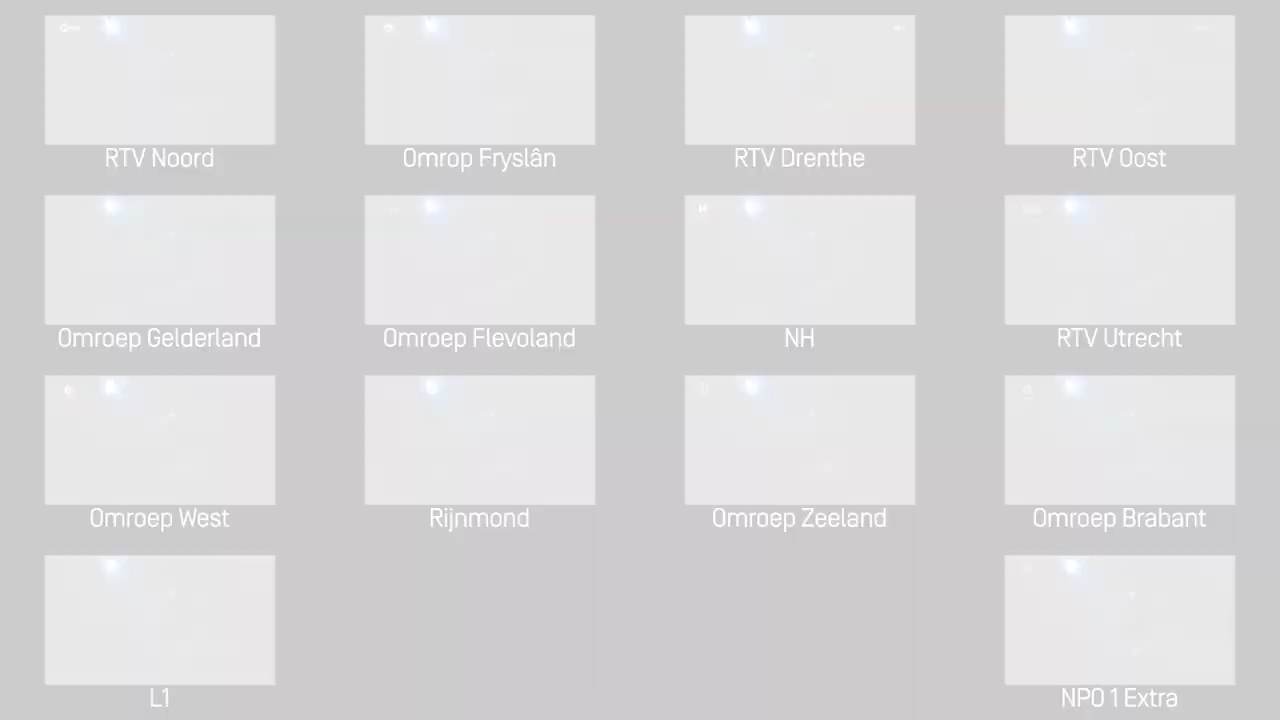 RTV Noord
Omrop Fryslân
RTV Drenthe
RTV Oost
Omroep Gelderland
Omroep Flevoland
NH
RTV Utrecht
Omroep West
Rijnmond
Omroep Zeeland
Omroep Brabant
L1
NPO 1 Extra